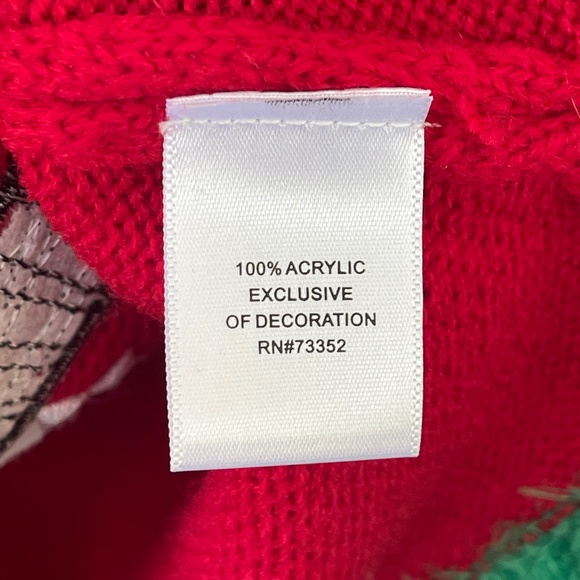 100% ACRYLIC
EXCLUSIVE
OF DECORATION
RN#73352